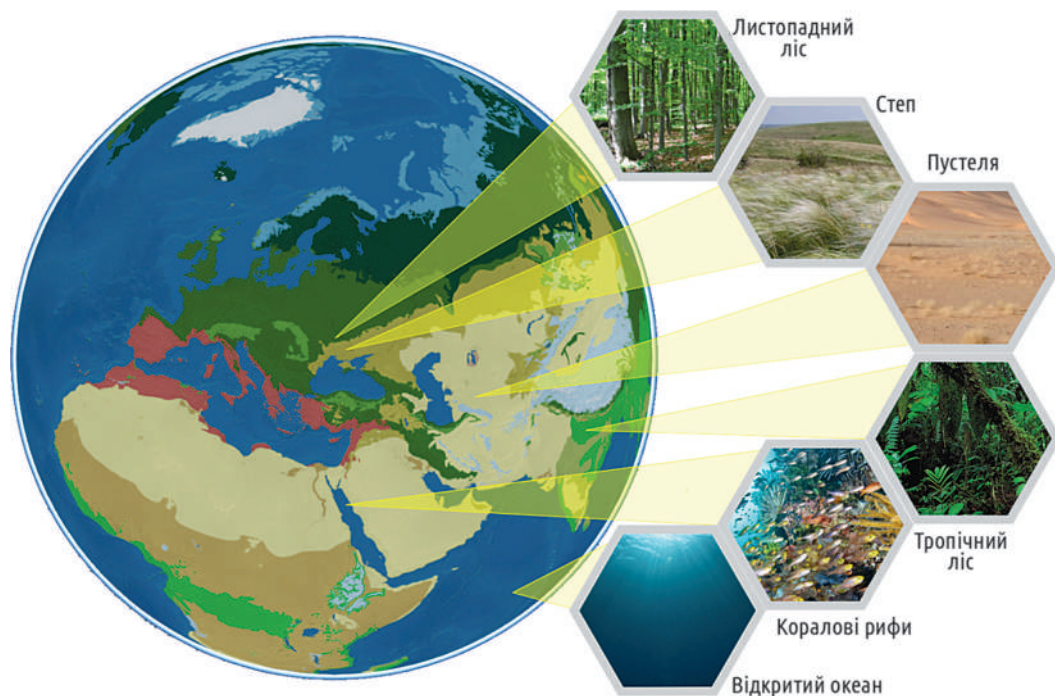 Листопадний
ліс
Степ
Пустеля
Тропічний
ліс
Коралові рифи
Відкритий океан